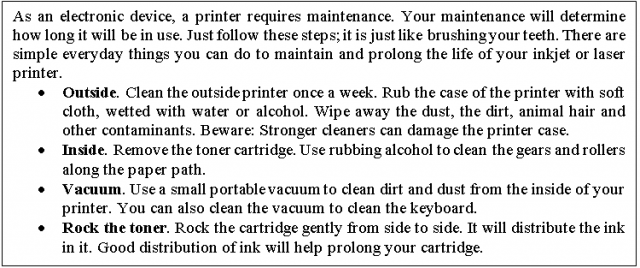 As an electronic device, a printer requires maintenance. Your maintenance will determine
how long it will be in use. Just follow these steps; it is just like brushing your teeth. There are
simple everyday things you can do to maintain and prolong the life of your inkjet or laser
printer.
• Outside. Clean the outside printer once a week. Rub the case of the printer with soft
cloth, wetted with water or alcohol. Wipe away the dust, the dirt, animal hair and
other contaminants. Beware: Stronger cleaners can damage the printer case.
• Inside. Remove the toner cartridge. Use rubbing alcohol to clean the gears and rollers
along the paper path.
• Vacuum. Use a small portable vacuum to clean dirt and dust from the inside of your
printer. You can also clean the vacuum to clean the keyboard.
• Rock the toner. Rock the cartridge gently from side to side. It will distribute the ink
in it. Good distribution of ink will help prolong your cartridge.